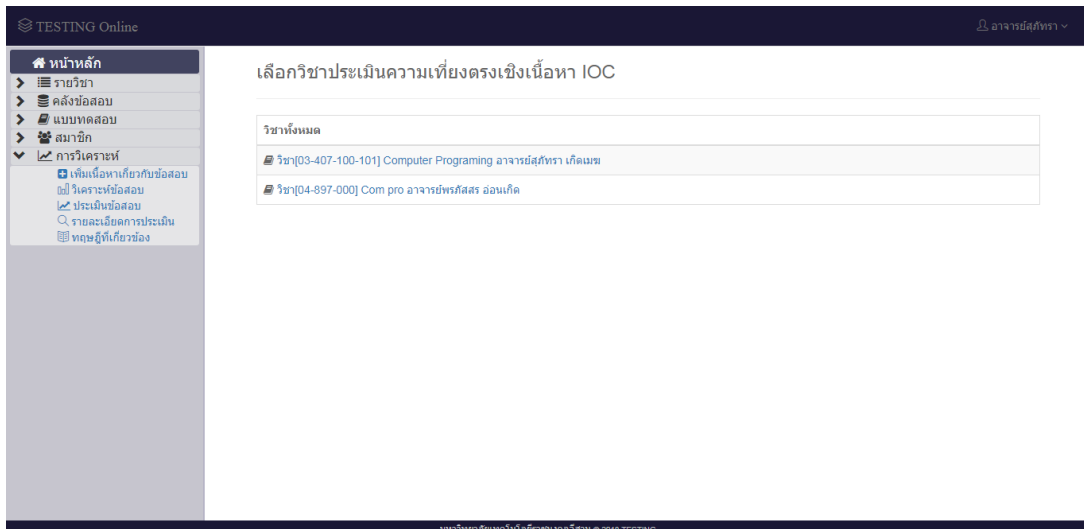 TESTING Online
อาจารย์สุภัทรา
หน้าหลัก
รายวิชา
คลังข้อสอบ
แบบทดสอบ
สมาชิก
การวิเคราะห์
เพิ่มเนื้อหาเกี่ยวกับข้อสอบ
วิเคราะห์ข้อสอบ
ประเมินข้อสอบ
รายละเอียดการประเมิน
ทฤษฎีที่เกี่ยวข้อง
เลือกวิชาประเมินความเที่ยงตรงเชิงเนื้อหา IOC
วิชาทั้งหมด
วิชา[03-407-100-101] Computer Programing อาจารย์สุภัทรา เกิดเมฆ
วิชา[04-897-000] Com pro อาจารย์พรภัสสร อ่อนเกิด